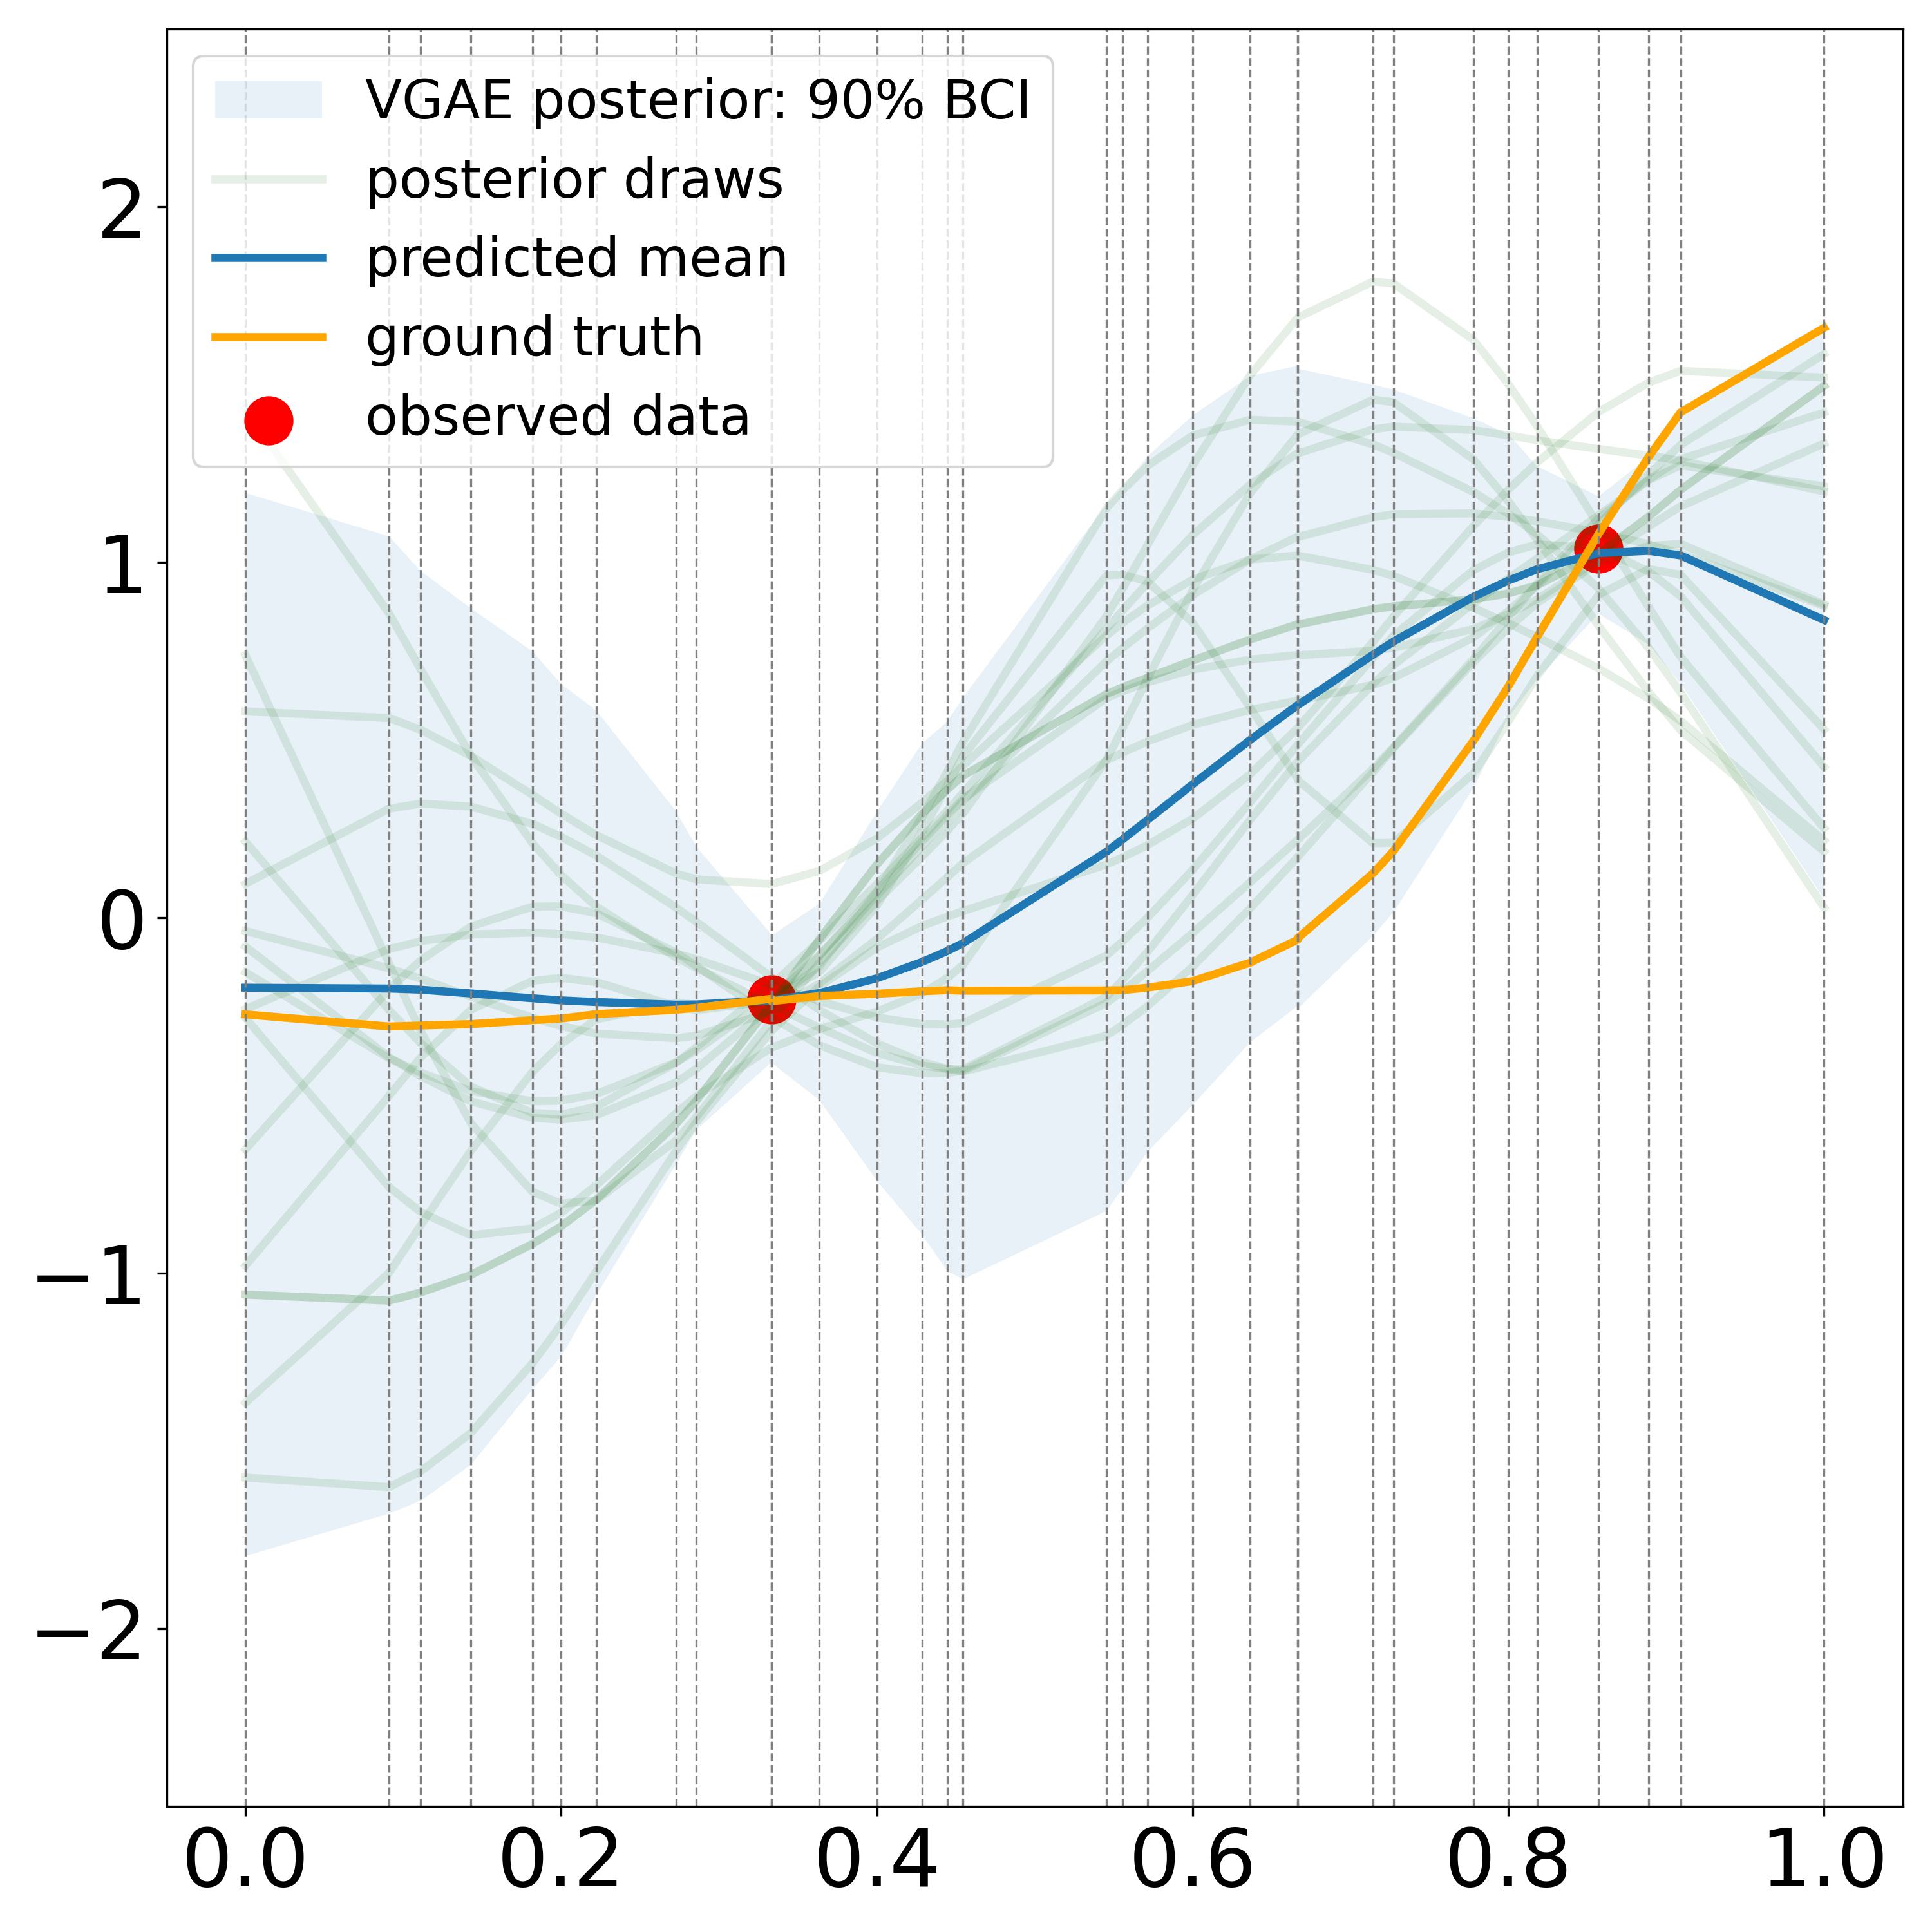 VGAE posterior: 90% BCI
posterior draws
predicted mean
ground truth
observed data
2
1
0
−1
−2
0.0 0.2 0.4 0.6 0.8 1.0